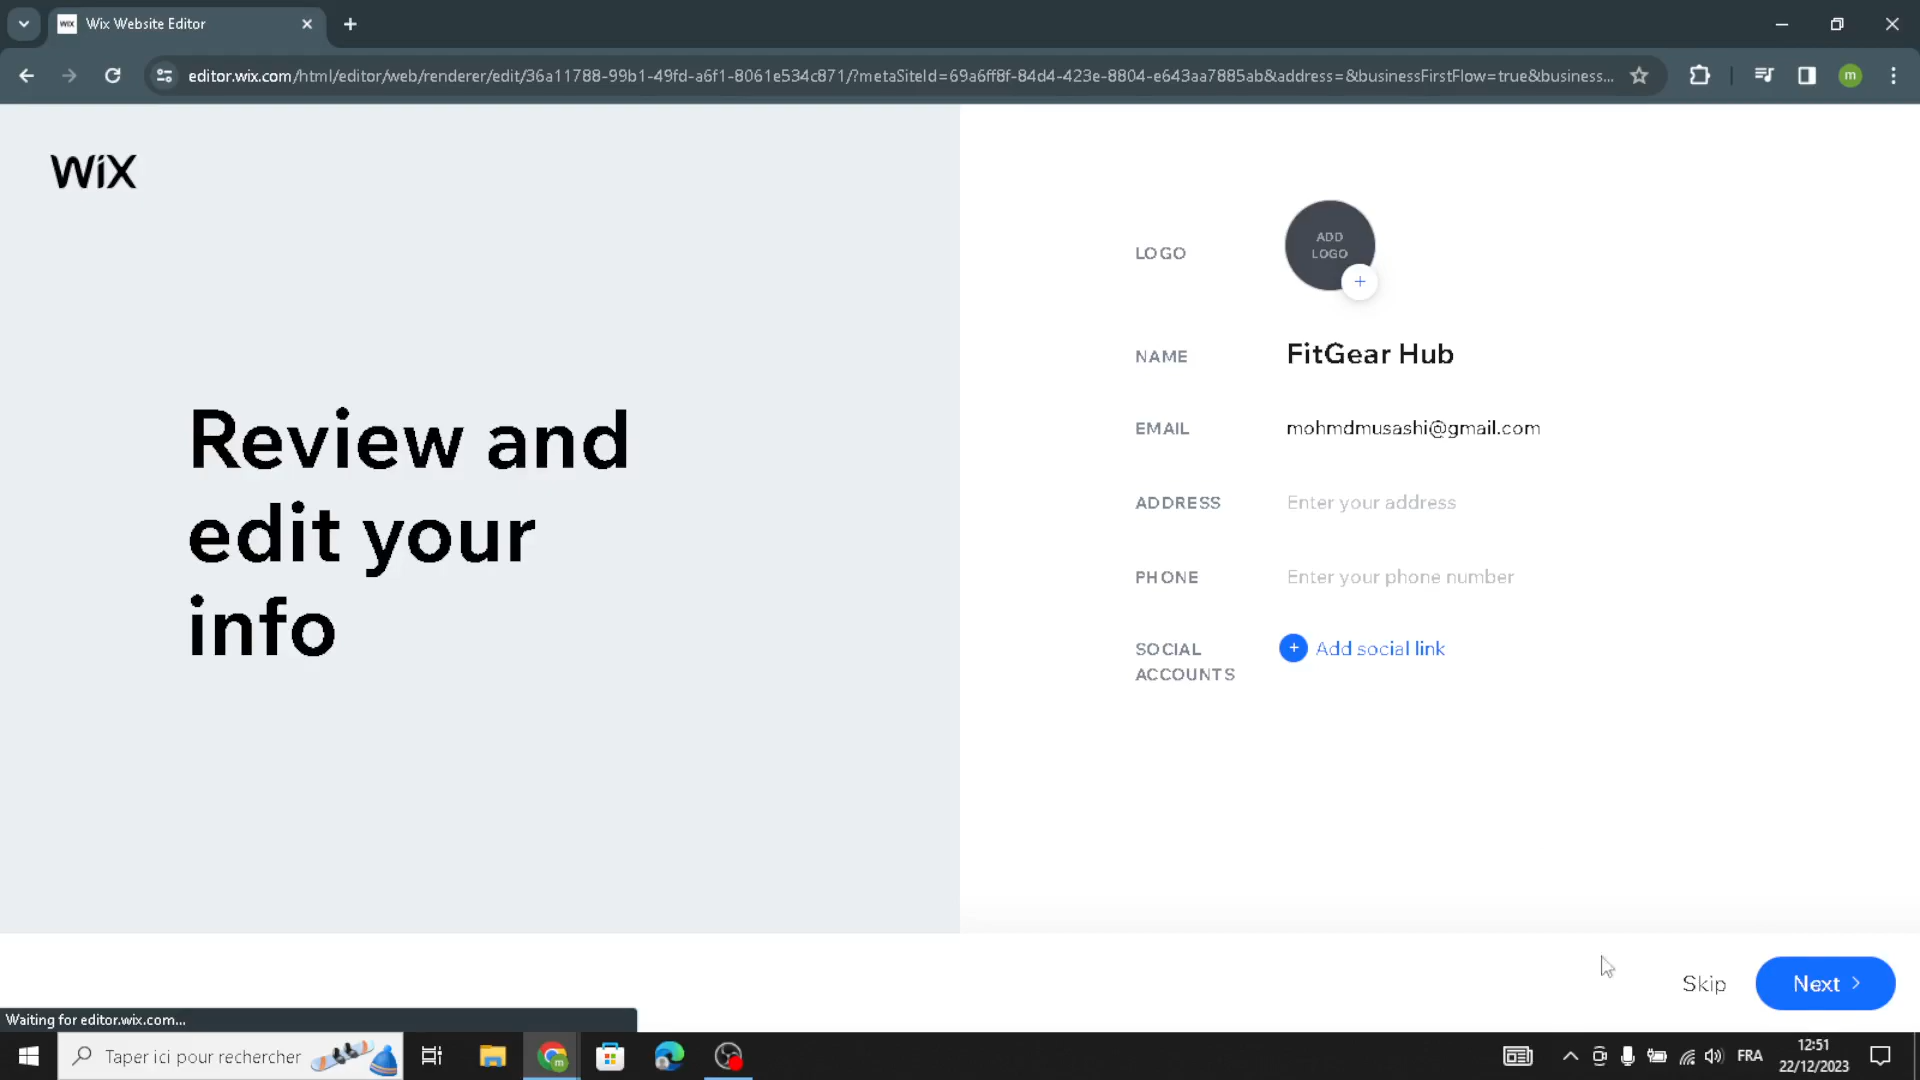 WIX Wix Website Editor
editor.wix.com/html/editor/web/renderer/edit/36a11788-99b1-49fd-a6f1-8061e534c871/?metaSiteId=69a6ff8f-84d4-423e-8804-e643aa7885ab&address=&businessFirstFlow=true&business...
m
WiX
Review and
edit your
info
LOGO
ADD
LOGO
NAME FitGear Hub
EMAIL mohmdmusashi@gmail.com
ADDRESS Enter your address
PHONE Enter your phone number
SOCIAL
ACCOUNTS
Add social link
Skip
Next
Waiting for editor.wix.com...
Taper ici pour rechercher
m
FRA
12:51
22/12/2023